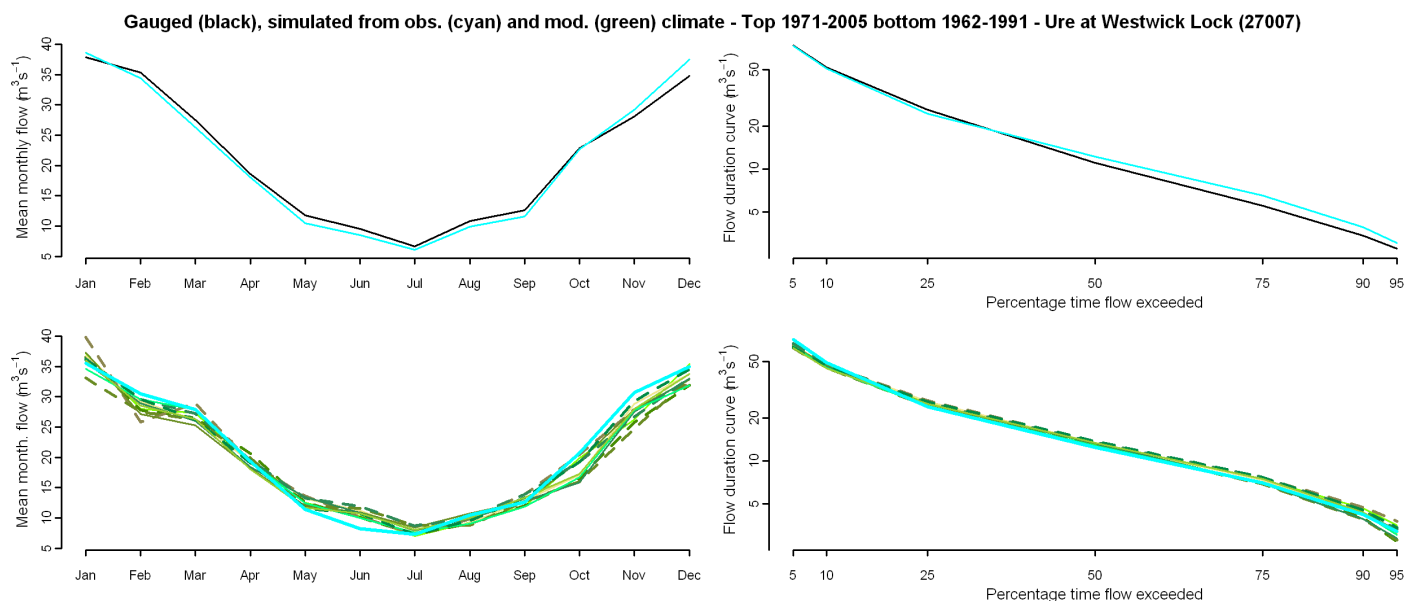 Gauged (black), simulated from obs. (cyan) and mod. (green) climate - Top 1971-2005 bottom 1962-1991 - Ure at Westwick Lock (27007)
Mean monthly flow (m³s⁻¹)
40
35
30
25
20
15
10
5
Jan Feb Mar Apr May Jun Jul Aug Sep Oct Nov Dec
Flow duration curve (m³s⁻¹)
50
20
10
5
5 10 25 50 75 90 95
Percentage time flow exceeded
Mean month. flow (m³s⁻¹)
40
35
30
25
20
15
10
5
Jan Feb Mar Apr May Jun Jul Aug Sep Oct Nov Dec
Flow duration curve (m³s⁻¹)
50
20
10
5
5 10 25 50 75 90 95
Percentage time flow exceeded